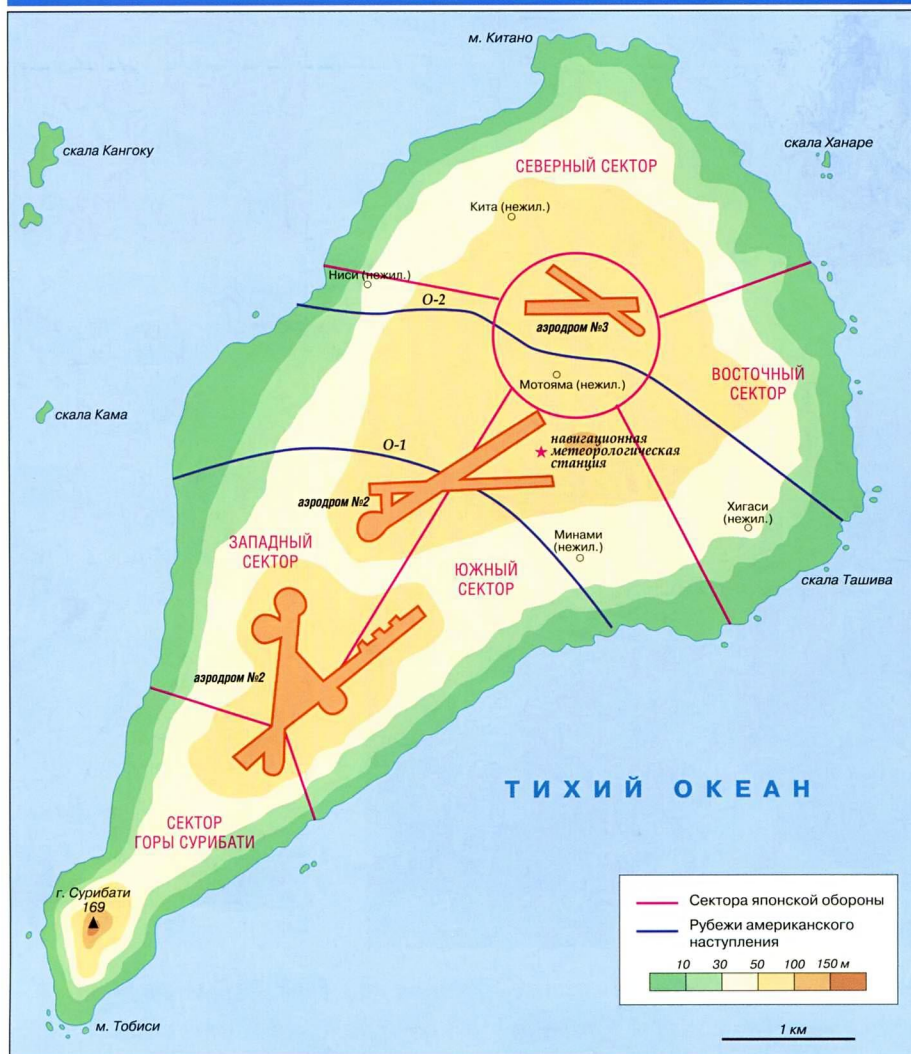 м. Китано
скала Кангоку
скала Ханаре
СЕВЕРНЫЙ СЕКТОР
Кита (нежил.)
Ниси (нежил.)
О-2
аэродром №3
ВОСТОЧНЫЙ
СЕКТОР
Мотояма (нежил.)
скала Кама
О-1
навигационная
метеорологическая
станция
аэродром №2
Хигаси
(нежил.)
Минами
(нежил.)
ЗАПАДНЫЙ
СЕКТОР
ЮЖНЫЙ
СЕКТОР
скала Ташива
аэродром №2
ТИХИЙ ОКЕАН
СЕКТОР
ГОРЫ СУРИБАТИ
г. Сурибати
169
м. Тобиси
Сектора японской обороны
Рубежи американского
наступления
10 30 50 100 150 м
1 км